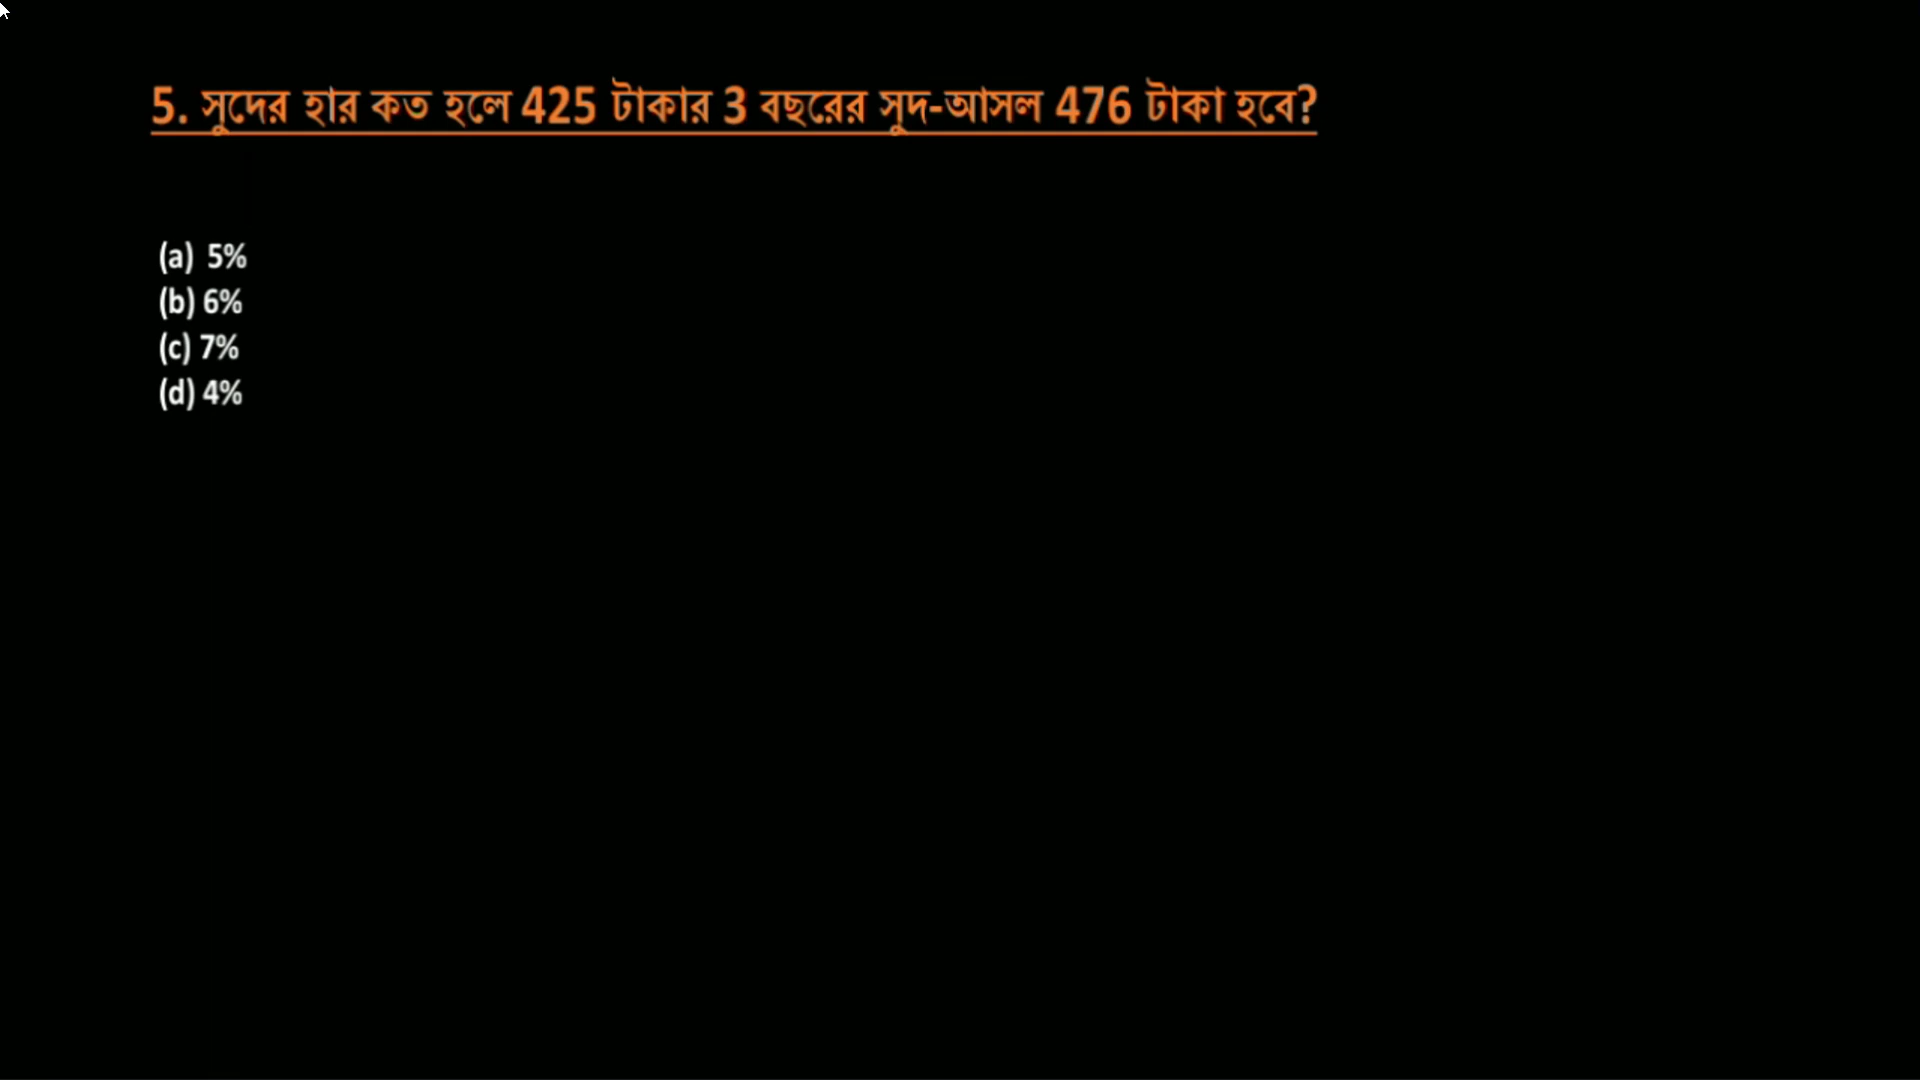 5. সুদের হার কত হলে 425 টাকার 3 বছরের সুদ-আসল 476 টাকা হবে?
(a) 5%
(b) 6%
(c) 7%
(d) 4%